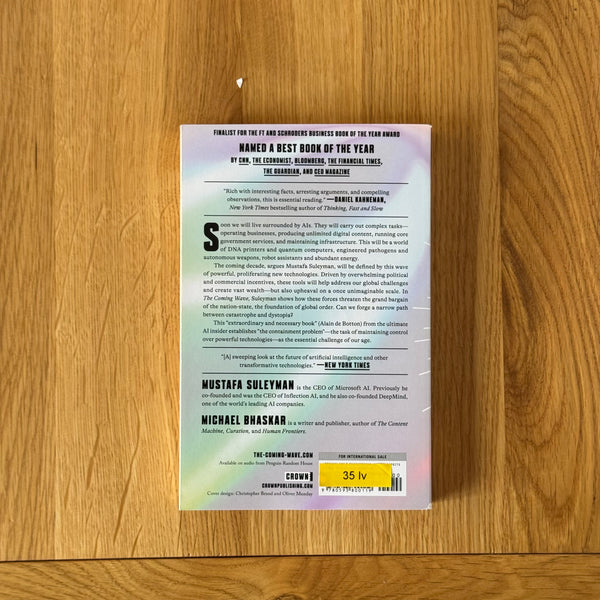 FINALIST FOR THE FT AND SCHRODERS BUSINESS BOOK OF THE YEAR AWARD
NAMED A BEST BOOK OF THE YEAR
BY CNN, THE ECONOMIST, BLOOMBERG, THE FINANCIAL TIMES,
THE GUARDIAN, AND CEO MAGAZINE
"Rich with interesting facts, arresting arguments, and compelling
observations, this is essential reading." —DANIEL KAHNEMAN,
New York Times bestselling author of Thinking, Fast and Slow
Soon we will live surrounded by AIs. They will carry out complex tasks—
operating businesses, producing unlimited digital content, running core
government services, and maintaining infrastructure. This will be a world
of DNA printers and quantum computers, engineered pathogens and
autonomous weapons, robot assistants and abundant energy.
The coming decade, argues Mustafa Suleyman, will be defined by this wave
of powerful, proliferating new technologies. Driven by overwhelming political
and commercial incentives, these tools will help address our global challenges
and create vast wealth—but also upheaval on a once unimaginable scale. In
The Coming Wave, Suleyman shows how these forces threaten the grand bargain
of the nation-state, the foundation of global order. Can we forge a narrow path
between catastrophe and dystopia?
This "extraordinary and necessary book" (Alain de Botton) from the ultimate
AI insider establishes "the containment problem"—the task of maintaining control
over powerful technologies—as the essential challenge of our age.
"[A] sweeping look at the future of artificial intelligence and other
transformative technologies." —NEW YORK TIMES
MUSTAFA SULEYMAN is the CEO of Microsoft AI. Previously he
co-founded and was the CEO of Inflection AI, and he also co-founded DeepMind,
one of the world's leading AI companies.
MICHAEL BHASKAR is a writer and publisher, author of The Content
Machine, Curation, and Human Frontiers.
THE-COMING-WAVE.COM
Available on audio from Penguin Random House
CROWN
CROWNPUBLISHING.COM
Cover design: Christopher Brand and Oliver Munday
FOR INTERNATIONAL SALE
35 lv